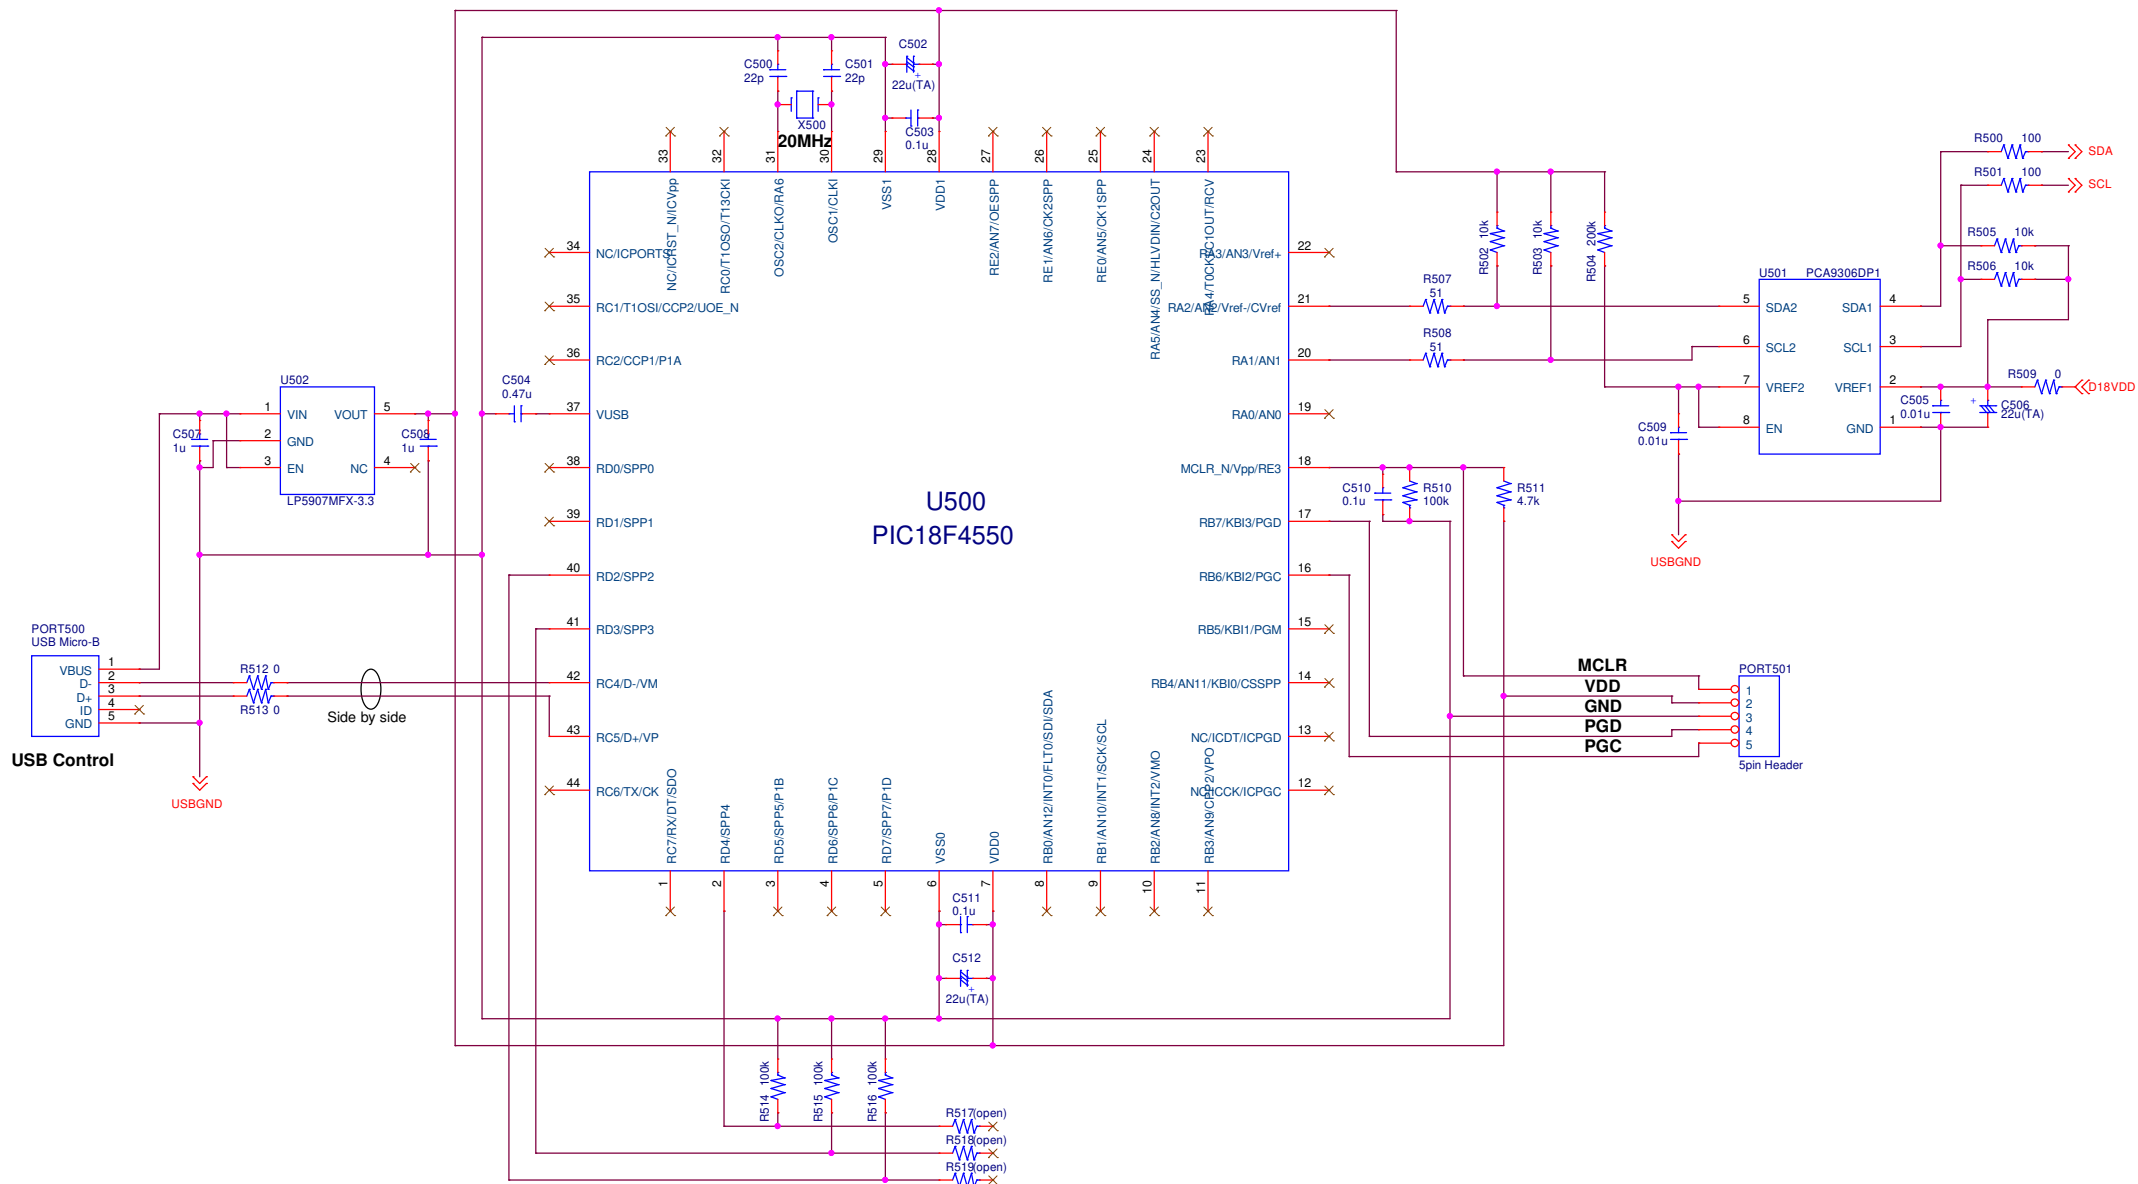 C500
22p
C501
22p
C502
+
22u(TA)
X500
20MHz
C503
0.1u
33
32
31
30
29
28
27
26
25
24
23
NC/ICRST_N/ICVpp
RC0/T1OSO/T13CKI
OSC2/CLKO/RA6
OSC1/CLKI
VSS1
VDD1
RE2/AN7/OESPP
RE1/AN6/CK2SPP
RE0/AN5/CK1SPP
RA5/AN4/SS_N/HLVDIN/C2OUT
RA4/T0CKI/C1OUT/RCV
34 NC/ICPORTS
35 RC1/T1OSI/CCP2/UOE_N
36 RC2/CCP1/P1A
37 VUSB
38 RD0/SPP0
39 RD1/SPP1
40 RD2/SPP2
41 RD3/SPP3
42 RC4/D-/VM
43 RC5/D+/VP
44 RC6/TX/CK
U500
PIC18F4550
RA3/AN3/Vref+ 22
RA2/AN2/Vref-/CVref 21
RA1/AN1 20
RA0/AN0 19
MCLR_N/Vpp/RE3 18
RB7/KBI3/PGD 17
RB6/KBI2/PGC 16
RB5/KBI1/PGM 15
RB4/AN11/KBI0/CSSPP 14
NC/ICDT/ICPGD 13
NC/ICCK/ICPGC 12
RC7/RX/DT/SDO
RD4/SPP4
RD5/SPP5/P1B
RD6/SPP6/P1C
RD7/SPP7/P1D
VSS0
VDD0
RB0/AN12/INT0/FLT0/SDI/SDA
RB1/AN10/INT1/SCK/SCL
RB2/AN8/INT2/VMO
RB3/AN9/CPP2/VPO
1
2
3
4
5
6
7
8
9
10
11
C504
0.47u
U502
1 VIN VOUT 5
2 GND
3 EN NC 4
LP5907MFX-3.3
C507
1u
C508
1u
PORT500
USB Micro-B
VBUS 1
D- 2
D+ 3
ID 4
GND 5
USB Control
R512 0
R513 0
Side by side
USBGND
C511
0.1u
C512
+
22u(TA)
R514 100k
R515 100k
R516 100k
R517(open)
R518(open)
R519(open)
R507
51
R508
51
R502 10k
R503 10k
R504 200k
R500 100
SDA
R501 100
SCL
R505 10k
R506 10k
U501 PCA9306DP1
5 SDA2 SDA1 4
6 SCL2 SCL1 3
7 VREF2 VREF1 2
8 EN GND 1
R509 0
D18VDD
C505
0.01u
+
C506
22u(TA)
C509
0.01u
USBGND
C510
0.1u
R510
100k
R511
4.7k
MCLR
VDD
GND
PGD
PGC
PORT501
1
2
3
4
5
5pin Header